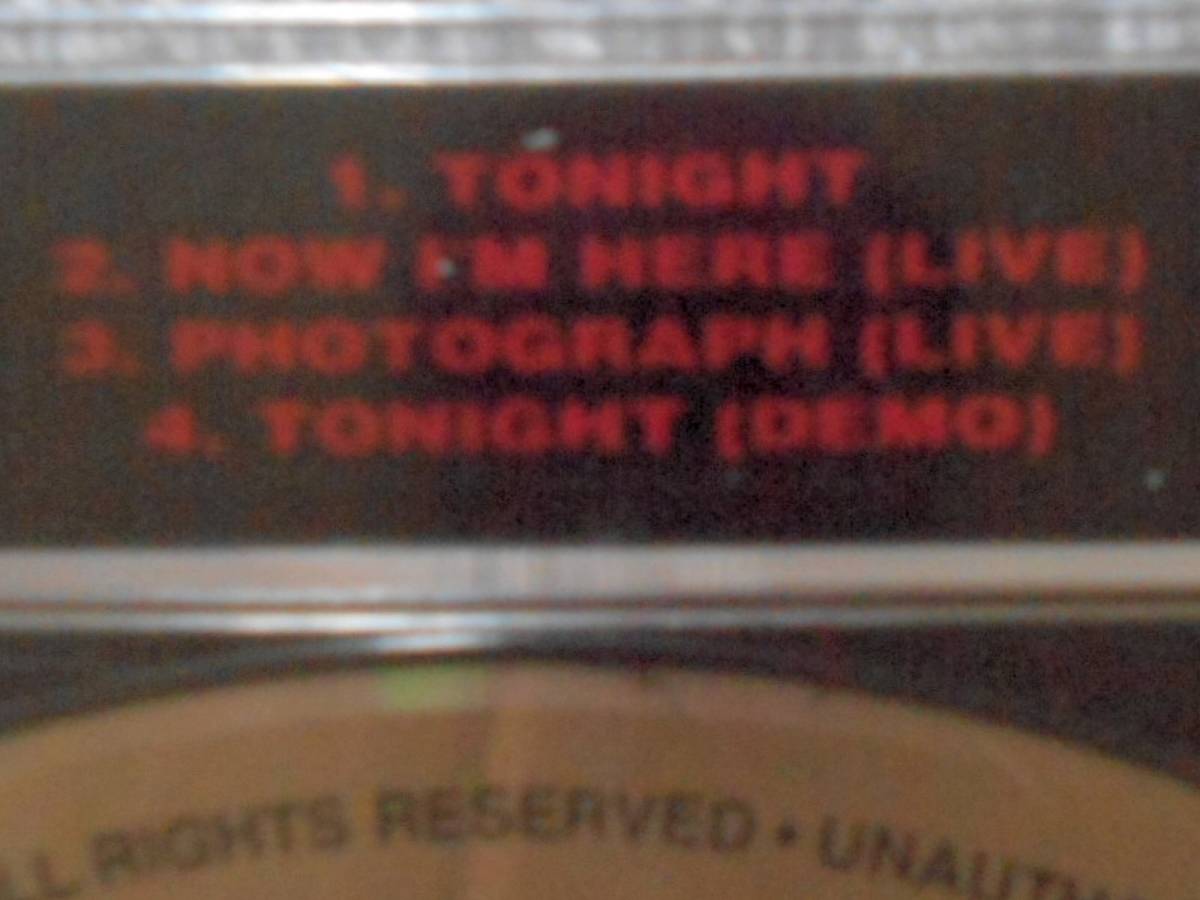 1. TONIGHT
2. NOW I'M HERE (LIVE)
3. PHOTOGRAPH (LIVE)
4. TONIGHT (DEMO)
RIGHTS RESERVED •